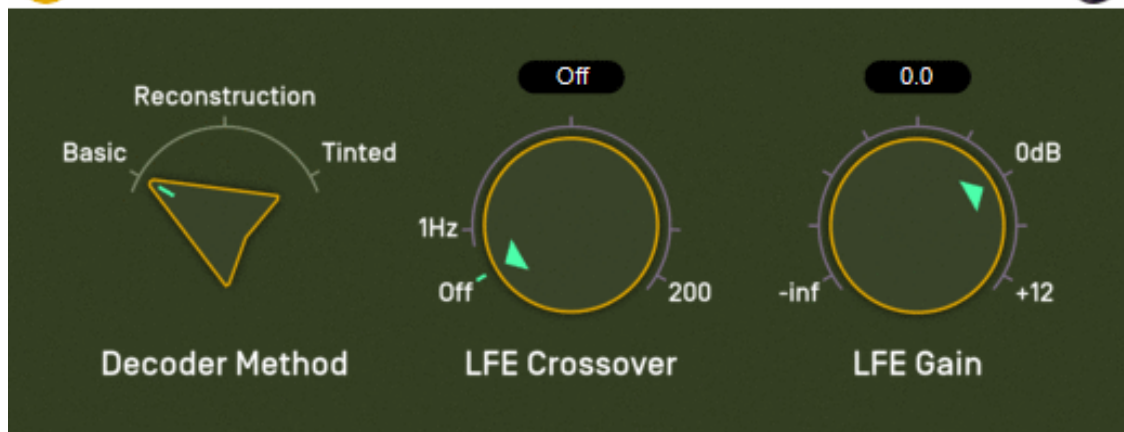 Reconstruction
Basic
Tinted
Decoder Method
Off
1Hz
Off
200
LFE Crossover
0.0
0dB
-inf
+12
LFE Gain